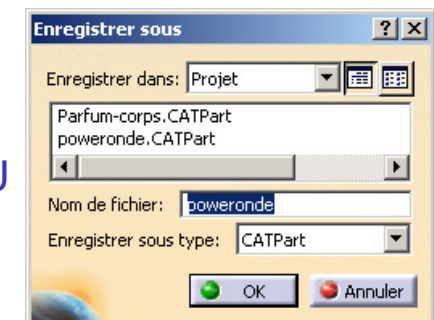 Enregistrer sous
Enregistrer dans: Projet
Parfum-corps.CATPart
poweronde.CATPart
Nom de fichier: poweronde
Enregistrer sous type: CATPart
OK Annuler